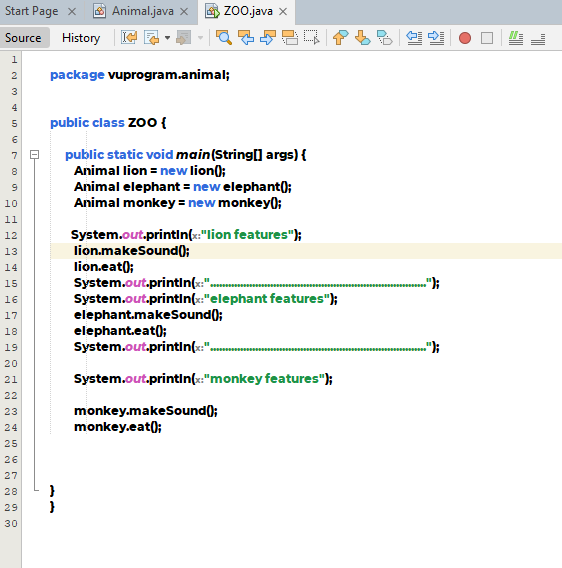 Start Page Animal.java ZOO.java
Source History
1
2 package vuprogram.animal;
3
4
5 public class ZOO {
6
7 public static void main(String[] args) {
8 Animal lion = new lion();
9 Animal elephant = new elephant();
10 Animal monkey = new monkey();
11
12 System.out.println(x:"lion features");
13 lion.makeSound();
14 lion.eat();
15 System.out.println(x:"........................................................................");
16 System.out.println(x:"elephant features");
17 elephant.makeSound();
18 elephant.eat();
19 System.out.println(x:"........................................................................");
20
21 System.out.println(x:"monkey features");
22
23 monkey.makeSound();
24 monkey.eat();
25
26
27
28 }
29 }
30